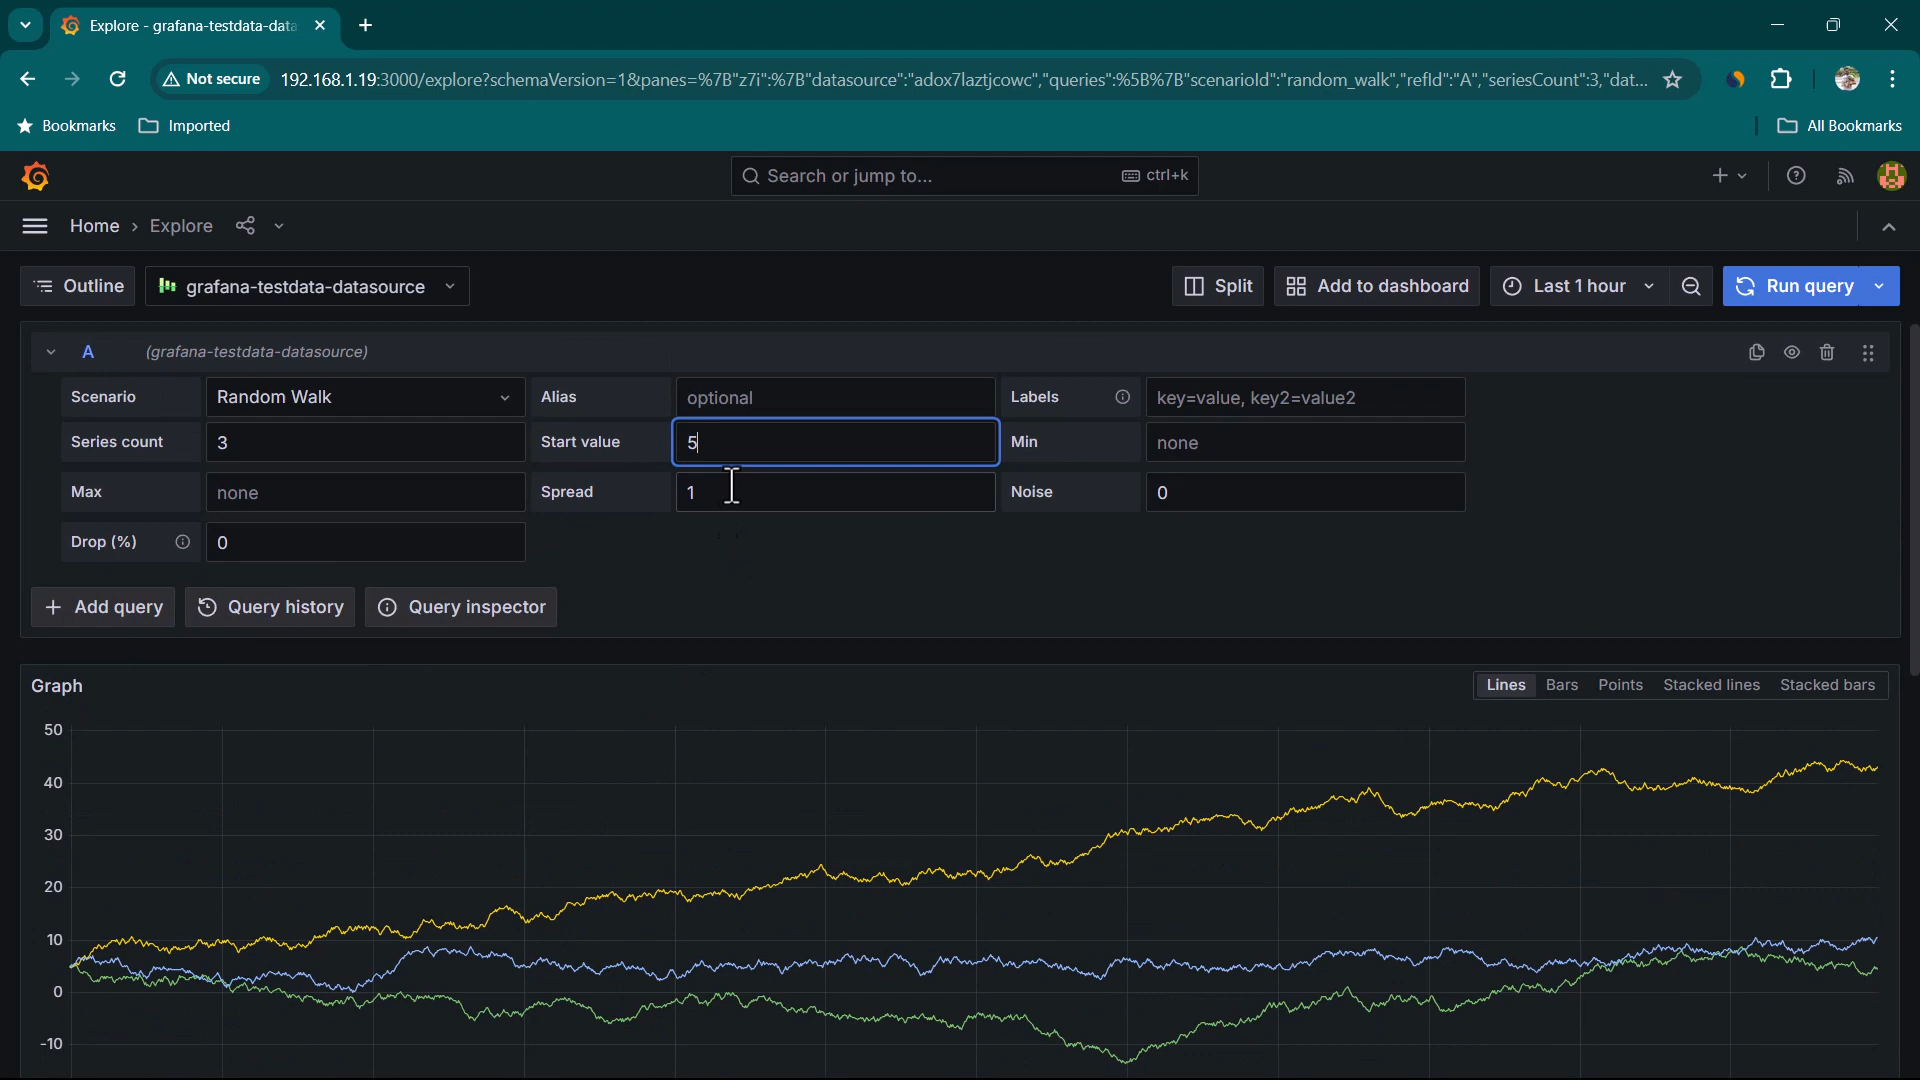 Explore - grafana-testdata-data
Not secure 192.168.1.19:3000/explore?schemaVersion=1&panes=%7B"z7i":%7B"datasource":"adox7laztjcowc","queries":%5B%7B"scenarioId":"random_walk","refId":"A","seriesCount":3,"dat...
Bookmarks Imported All Bookmarks
Search or jump to... ctrl+k
Home › Explore
Outline grafana-testdata-datasource Split Add to dashboard Last 1 hour Run query
A (grafana-testdata-datasource)
Scenario Random Walk Alias optional Labels key=value, key2=value2
Series count 3 Start value 5 Min none
Max none Spread 1 Noise 0
Drop (%) 0
+ Add query Query history Query inspector
Graph Lines Bars Points Stacked lines Stacked bars
50
40
30
20
10
0
-10